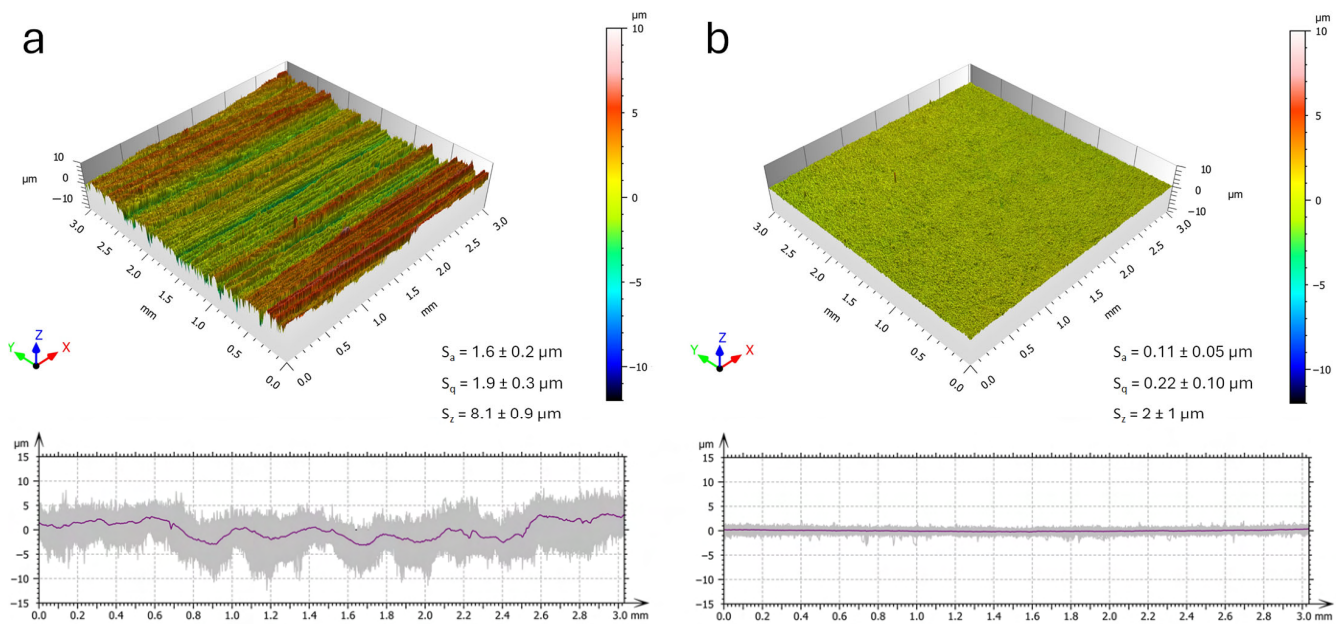 a
µm
10
5
0
−5
−10
10
0
−10
µm
3.0
2.5
2.0
1.5
1.0
0.5
0.0
mm
0.0
0.5
1.0
1.5
2.0
2.5
3.0
mm
Z
Y
X
Sa = 1.6 ± 0.2 µm
Sq = 1.9 ± 0.3 µm
Sz = 8.1 ± 0.9 µm
µm
15
10
5
0
−5
−10
−15
0.0 0.2 0.4 0.6 0.8 1.0 1.2 1.4 1.6 1.8 2.0 2.2 2.4 2.6 2.8 3.0 mm
b
µm
10
5
0
−5
−10
10
0
−10
µm
3.0
2.5
2.0
1.5
1.0
0.5
0.0
mm
0.0
0.5
1.0
1.5
2.0
2.5
3.0
mm
Z
Y
X
Sa = 0.11 ± 0.05 µm
Sq = 0.22 ± 0.10 µm
Sz = 2 ± 1 µm
µm
15
10
5
0
−5
−10
−15
0.0 0.2 0.4 0.6 0.8 1.0 1.2 1.4 1.6 1.8 2.0 2.2 2.4 2.6 2.8 3.0 mm